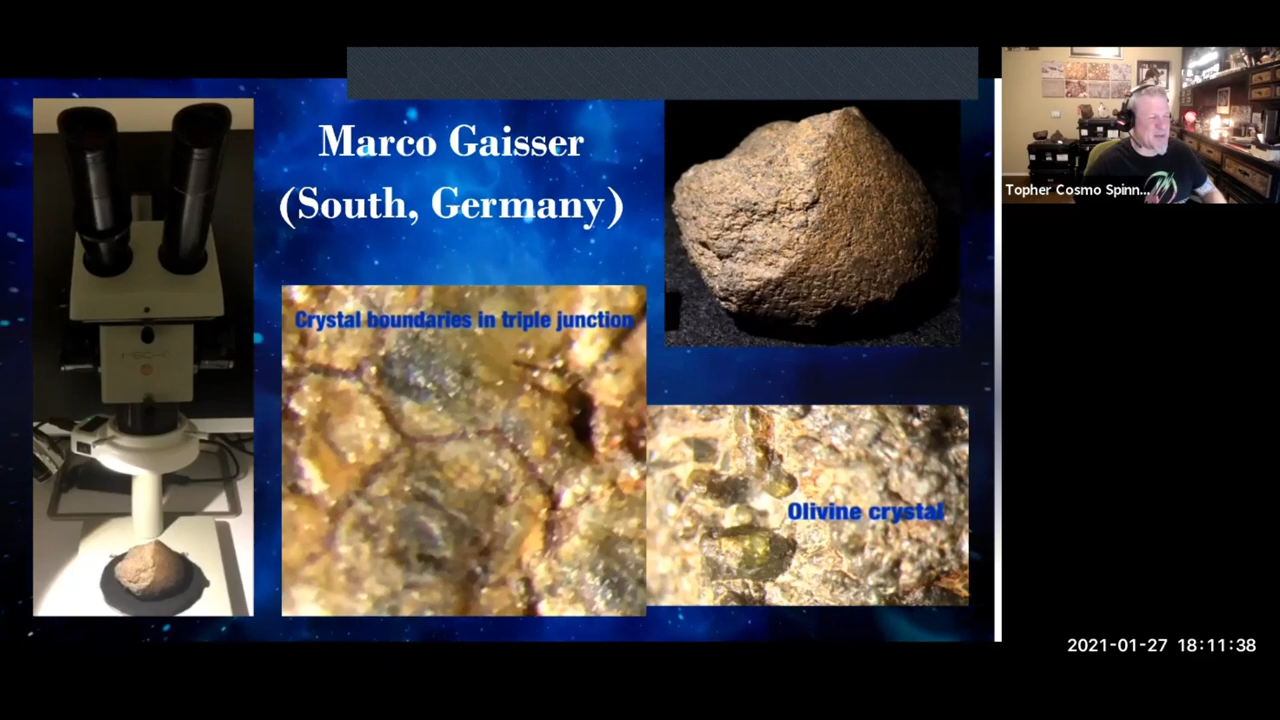 Marco Gaisser
(South, Germany)
Crystal boundaries in triple junction
Olivine crystal
Topher Cosmo Spinn...
2021-01-27 18:11:38